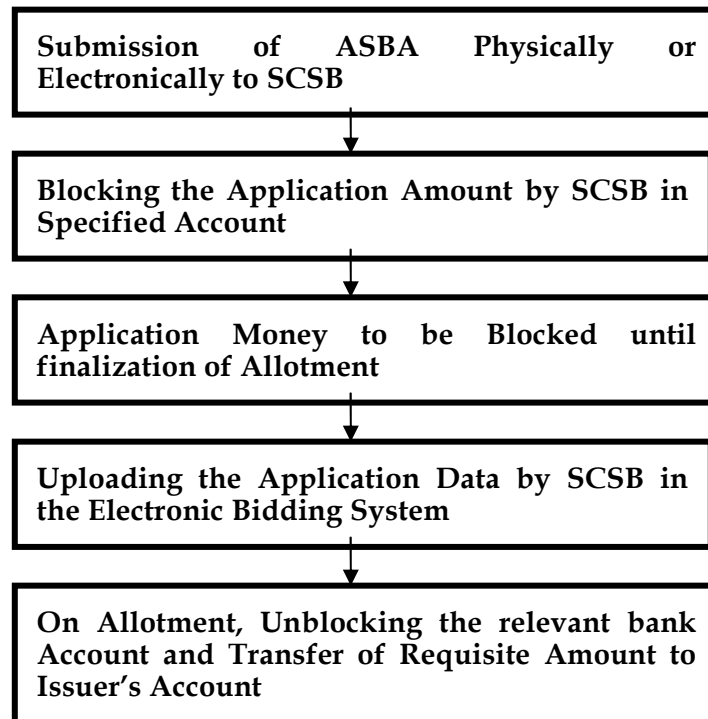 Submission of ASBA Physically or
Electronically to SCSB
Blocking the Application Amount by SCSB in
Specified Account
Application Money to be Blocked until
finalization of Allotment
Uploading the Application Data by SCSB in
the Electronic Bidding System
On Allotment, Unblocking the relevant bank
Account and Transfer of Requisite Amount to
Issuer's Account